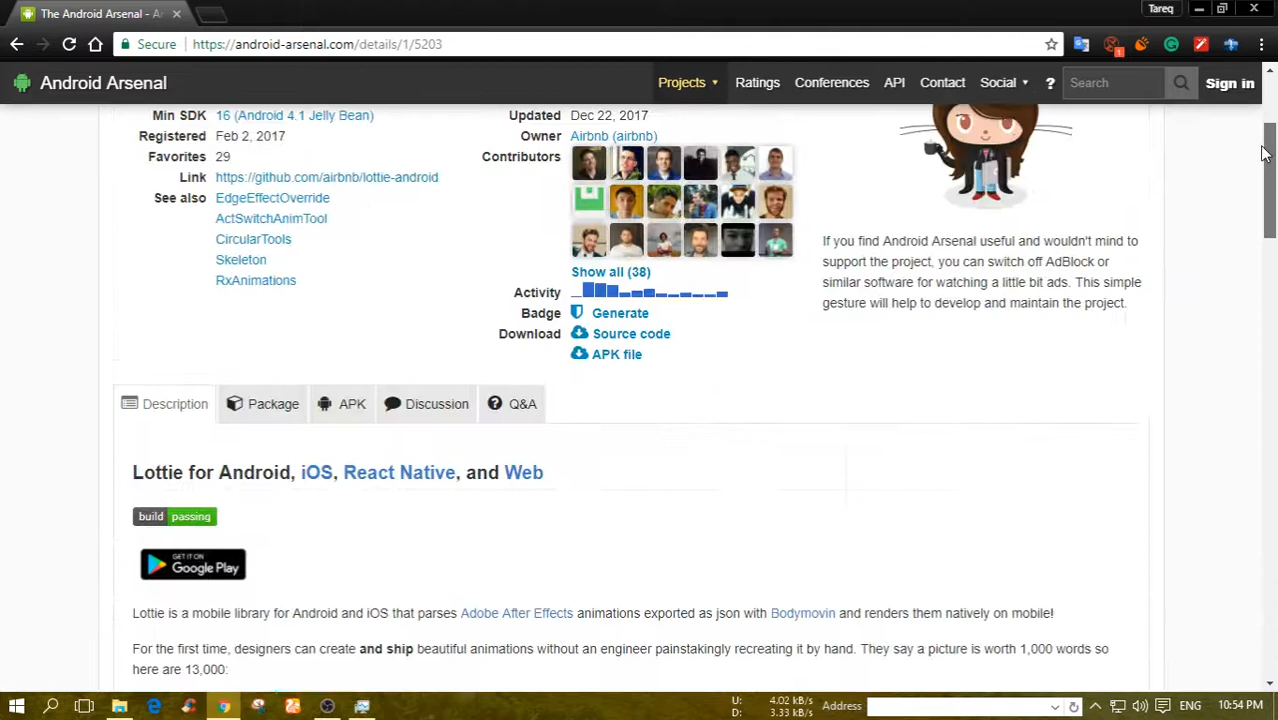 The Android Arsenal - A
Tareq
Secure
https://android-arsenal.com/details/1/5203
1
Android Arsenal
Projects
Ratings
Conferences
API
Contact
Social
?
Search
Sign in
Min SDK 16 (Android 4.1 Jelly Bean)
Registered Feb 2, 2017
Favorites 29
Link https://github.com/airbnb/lottie-android
See also EdgeEffectOverride
ActSwitchAnimTool
CircularTools
Skeleton
RxAnimations
Updated Dec 22, 2017
Owner Airbnb (airbnb)
Contributors
Show all (38)
Activity
Badge Generate
Download Source code
APK file
If you find Android Arsenal useful and wouldn't mind to
support the project, you can switch off AdBlock or
similar software for watching a little bit ads. This simple
gesture will help to develop and maintain the project.
Description
Package
APK
Discussion
Q&A
Lottie for Android, iOS, React Native, and Web
build passing
GET IT ON
Google Play
Lottie is a mobile library for Android and iOS that parses Adobe After Effects animations exported as json with Bodymovin and renders them natively on mobile!
For the first time, designers can create and ship beautiful animations without an engineer painstakingly recreating it by hand. They say a picture is worth 1,000 words so
here are 13,000:
U: 4.02 kB/s
D: 3.33 kB/s
Address
ENG
10:54 PM